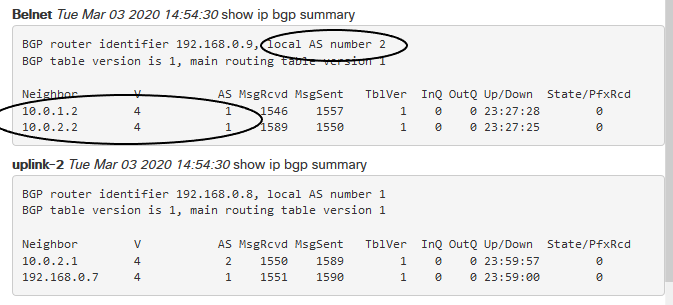 Belnet Tue Mar 03 2020 14:54:30 show ip bgp summary
BGP router identifier 192.168.0.9, local AS number 2
BGP table version is 1, main routing table version 1
Neighbor V AS MsgRcvd MsgSent TblVer InQ OutQ Up/Down State/PfxRcd
10.0.1.2 4 1 1546 1557 1 0 0 23:27:28 0
10.0.2.2 4 1 1589 1550 1 0 0 23:27:25 0
uplink-2 Tue Mar 03 2020 14:54:30 show ip bgp summary
BGP router identifier 192.168.0.8, local AS number 1
BGP table version is 1, main routing table version 1
Neighbor V AS MsgRcvd MsgSent TblVer InQ OutQ Up/Down State/PfxRcd
10.0.2.1 4 2 1550 1589 1 0 0 23:59:57 0
192.168.0.7 4 1 1551 1590 1 0 0 23:59:00 0